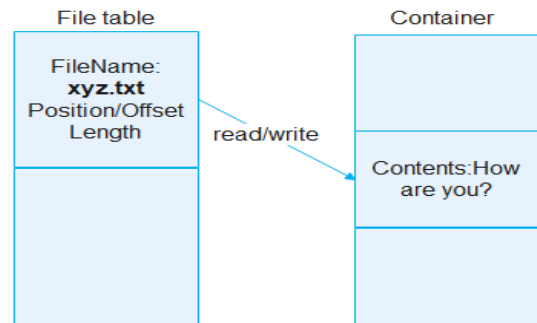 File table
Container
FileName:
xyz.txt
Position/Offset
Length
read/write
Contents:How
are you?